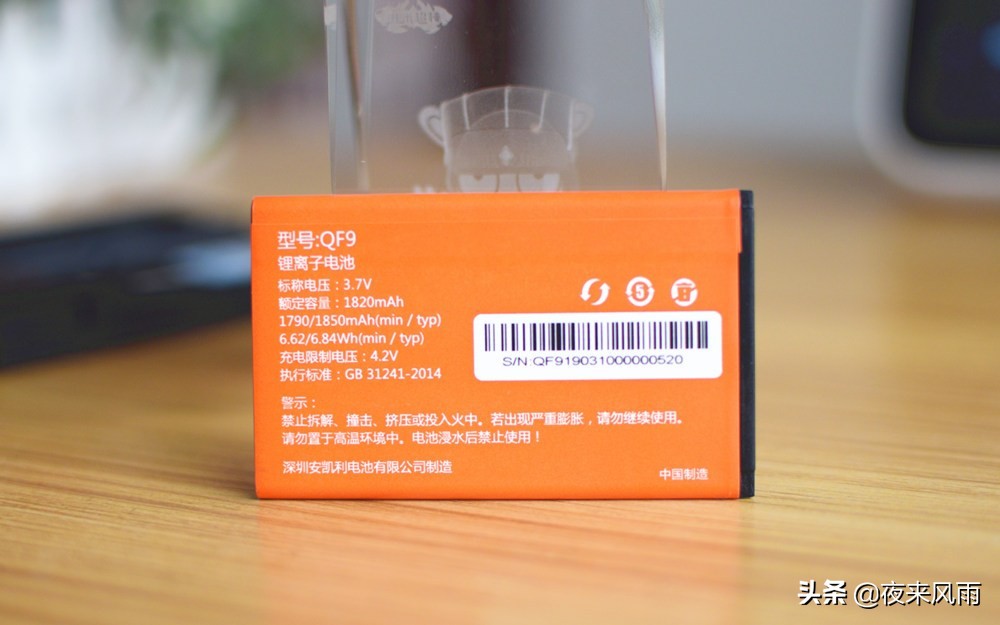 型号:QF9
锂离子电池
标称电压：3.7V
额定容量：1820mAh
1790/1850mAh(min / typ)
6.62/6.84Wh(min / typ)
充电限制电压：4.2V
执行标准：GB 31241-2014
5
S/N:QF919031000000520
警示：
禁止拆解、撞击、挤压或投入火中。若出现严重膨胀，请勿继续使用。
请勿置于高温环境中。电池浸水后禁止使用！
深圳安凯利电池有限公司制造
中国制造
头条 @夜来风雨